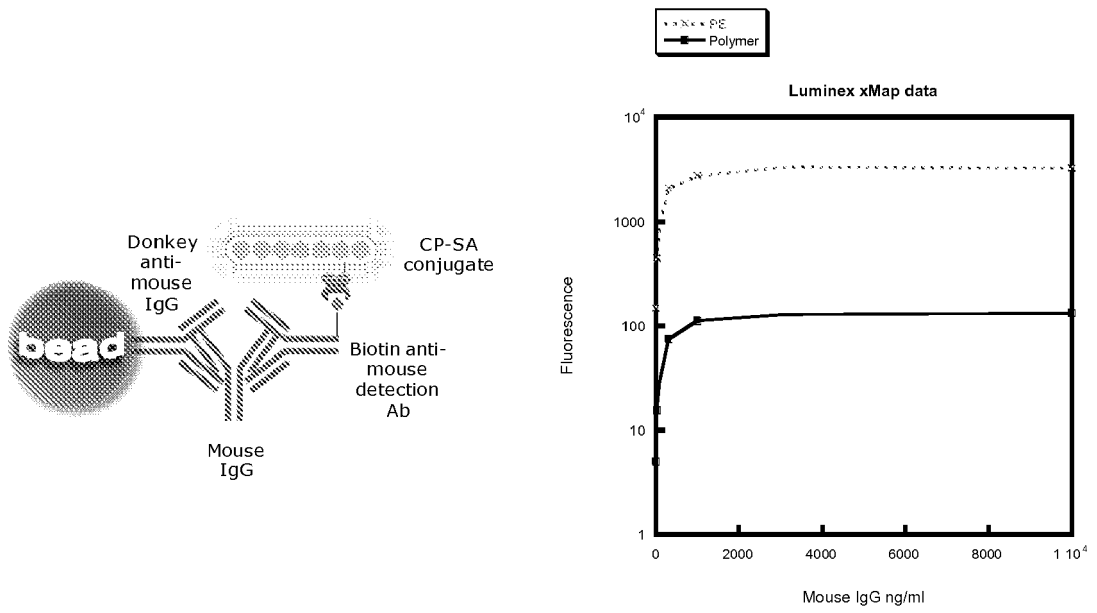 Donkey
anti-
mouse
IgG
CP-SA
conjugate
bead
Biotin anti-
mouse
detection
Ab
Mouse
IgG
PE
Polymer
Luminex xMap data
10^4
1000
100
10
1
Fluorescence
0
2000
4000
6000
8000
1 10^4
Mouse IgG ng/ml